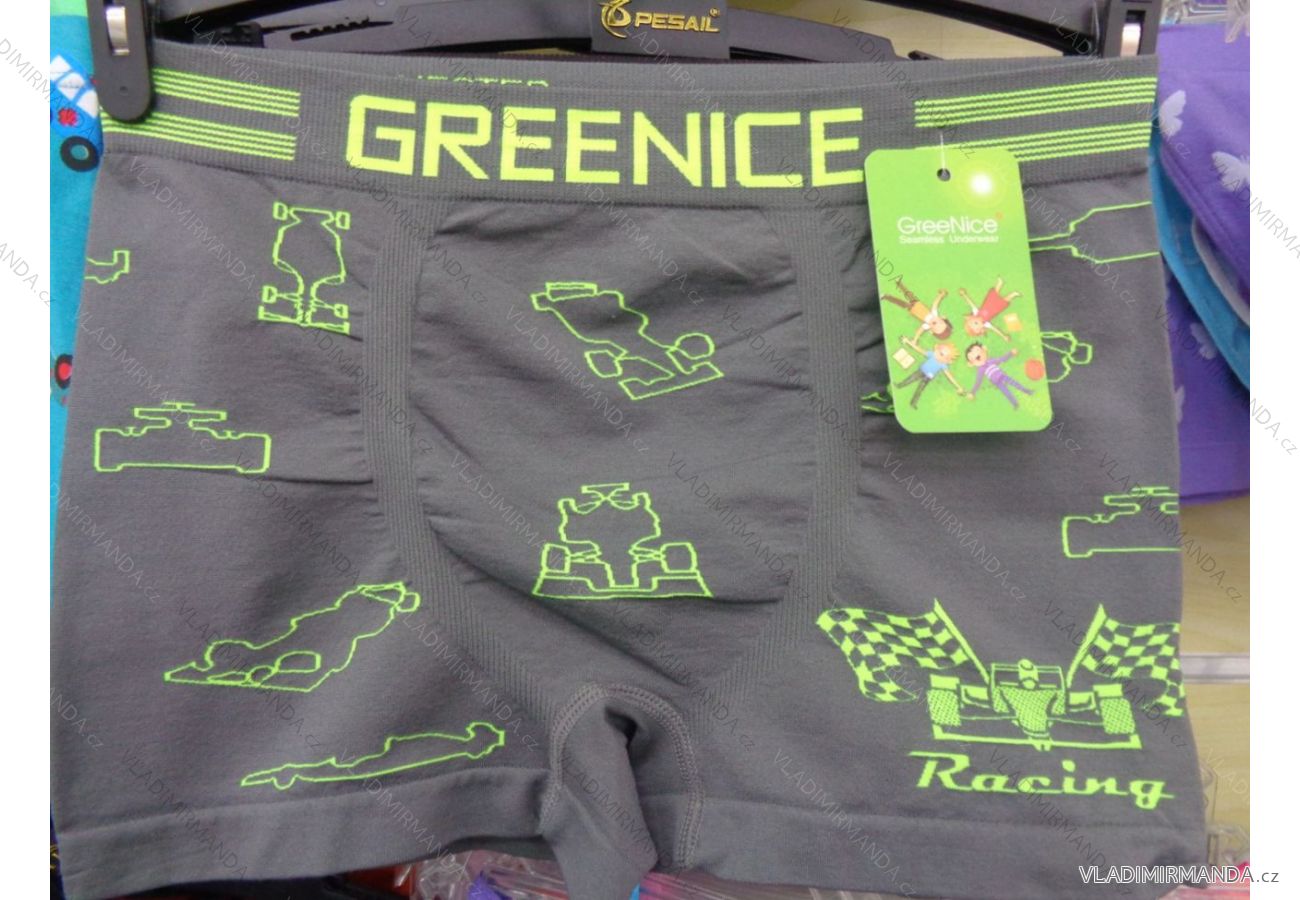 PESAIL
GREENICE
GreeNice
Seamless Underwear
Racing
VLADIMIRMANDA.cz